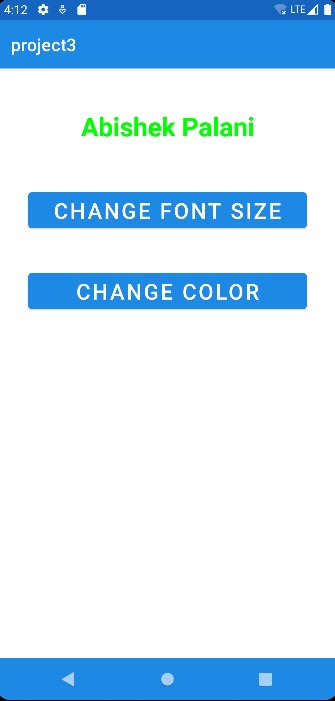 4:12 LTE
project3
Abishek Palani
CHANGE FONT SIZE
CHANGE COLOR